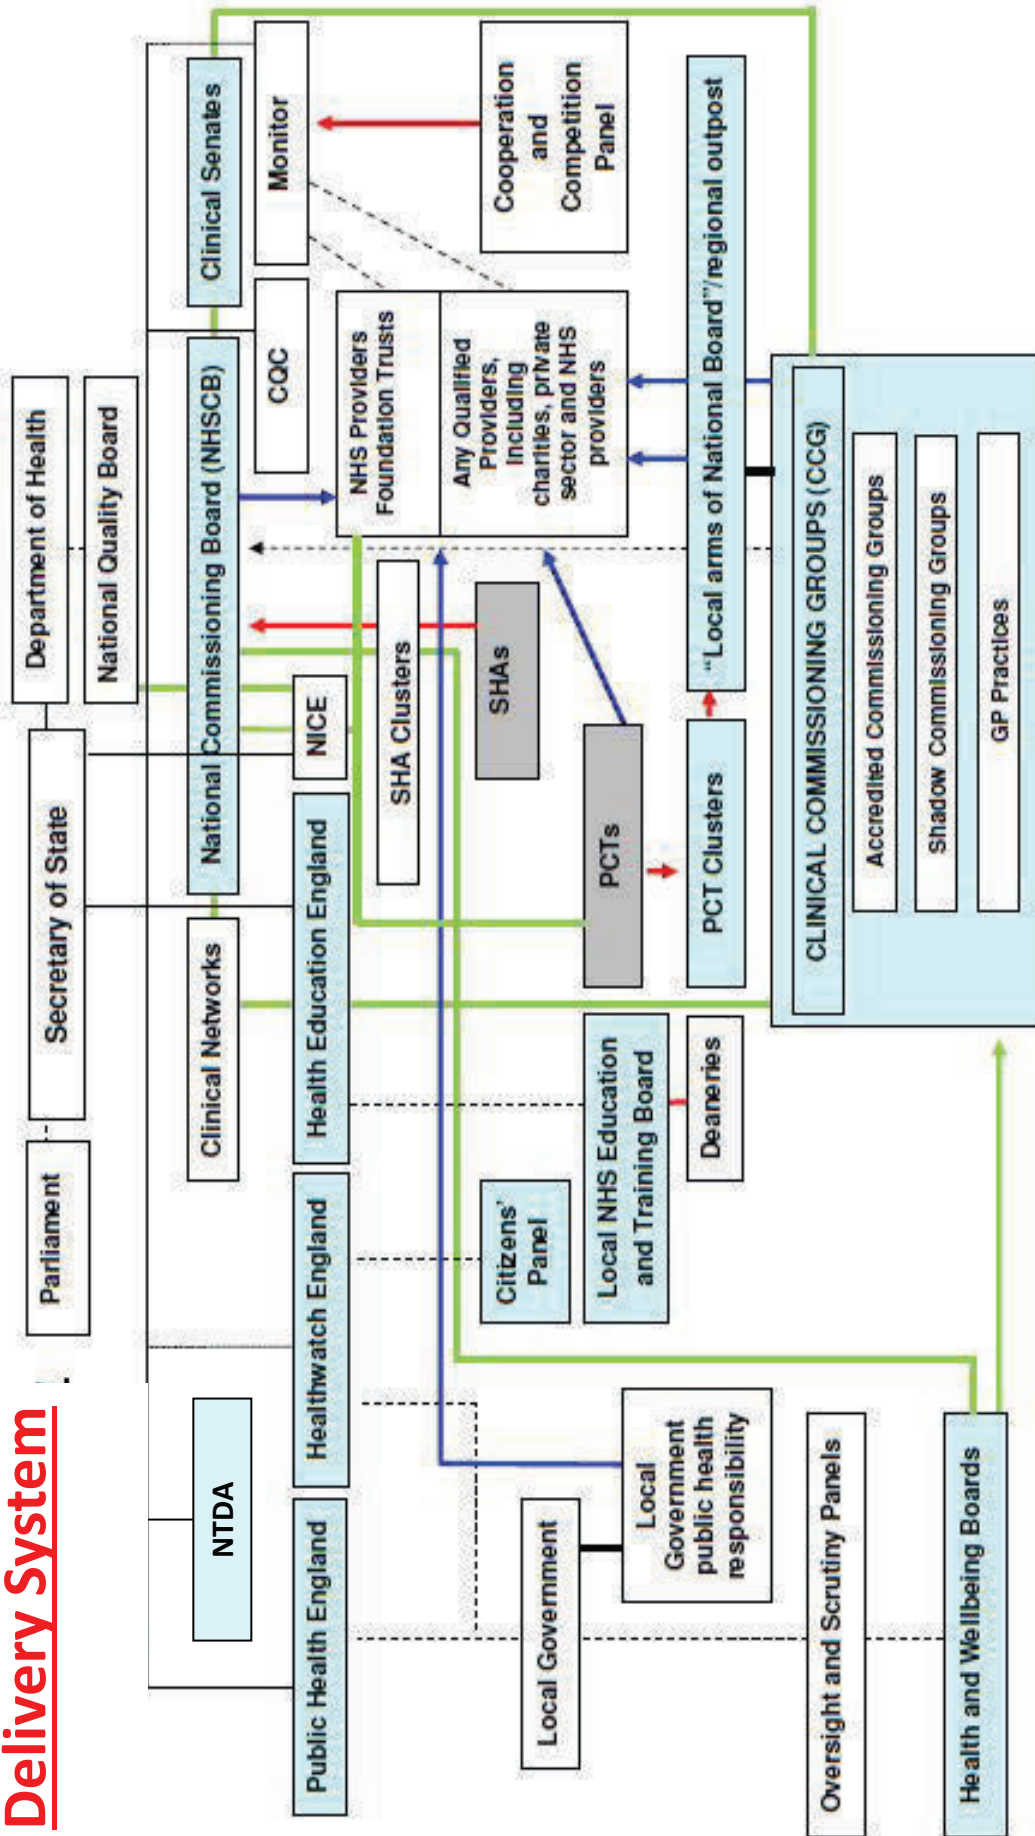 Delivery System
Parliament
Secretary of State
Department of Health
National Quality Board
NTDA
Clinical Networks
National Commissioning Board (NHSCB)
Clinical Senates
Public Health England
Healthwatch England
Health Education England
NICE
CQC
Monitor
SHA Clusters
NHS Providers
Foundation Trusts
Any Qualified
Providers,
Including
charities, private
sector and NHS
providers
Citizens'
Panel
SHAs
Cooperation
and
Competition
Panel
Local Government
Local NHS Education
and Training Board
PCTs
Local
Government
public health
responsibility
Deaneries
PCT Clusters
"Local arms of National Board"/regional outpost
Oversight and Scrutiny Panels
CLINICAL COMMISSIONING GROUPS (CCG)
Accredited Commissioning Groups
Shadow Commissioning Groups
GP Practices
Health and Wellbeing Boards